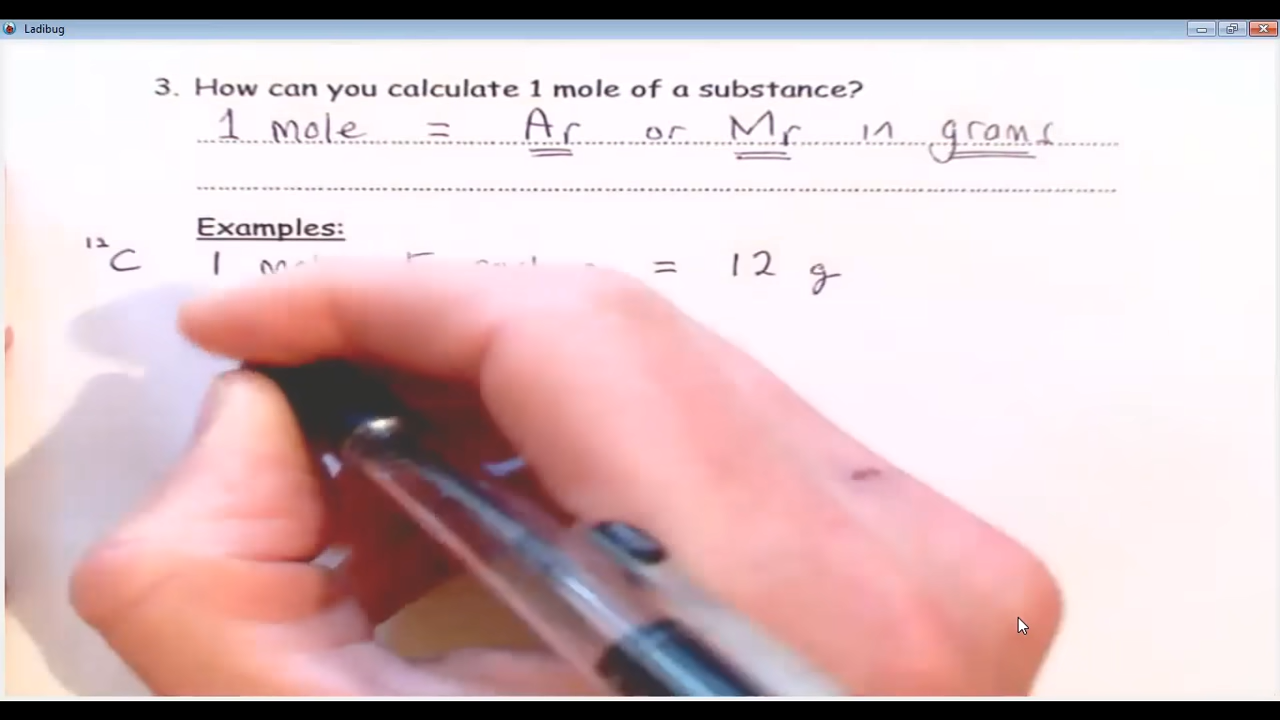 Ladibug
3. How can you calculate 1 mole of a substance?
1 mole = Ar or Mr in grams
Examples:
12C 1 = 12 g